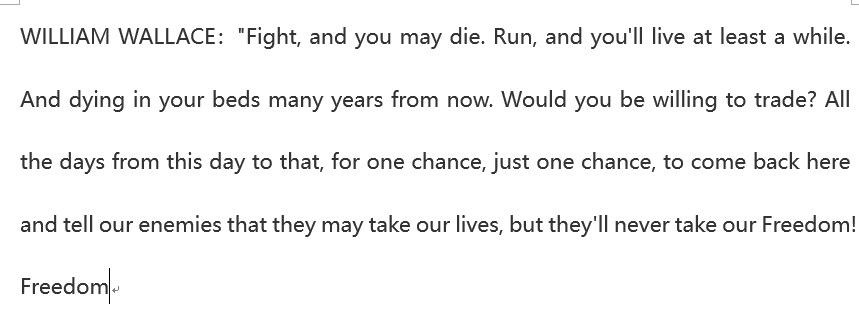 WILLIAM WALLACE："Fight, and you may die. Run, and you'll live at least a while.
And dying in your beds many years from now. Would you be willing to trade? All
the days from this day to that, for one chance, just one chance, to come back here
and tell our enemies that they may take our lives, but they'll never take our Freedom!
Freedom